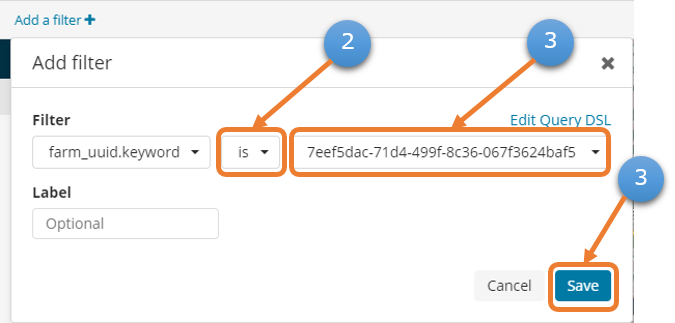 Add a filter +
2
3
Add filter
Filter
Edit Query DSL
farm_uuid.keyword
is
7eef5dac-71d4-499f-8c36-067f3624baf5
Label
3
Optional
Cancel
Save